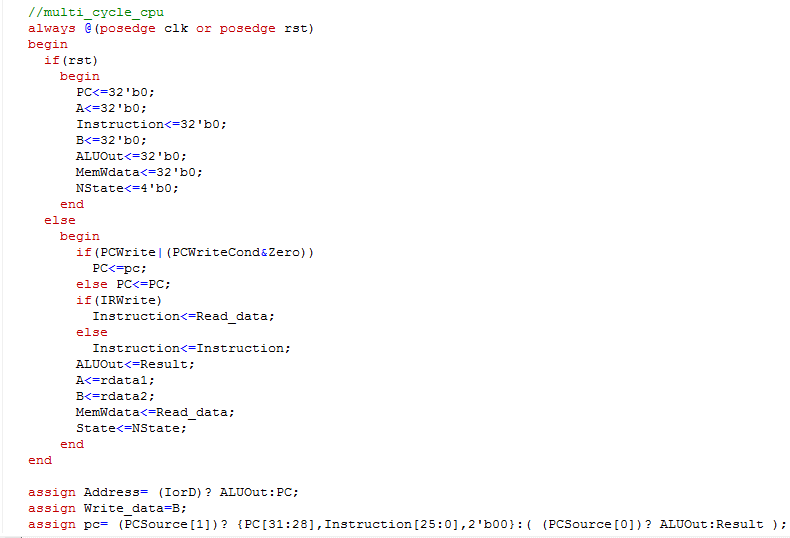 //multi_cycle_cpu
always @(posedge clk or posedge rst)
begin
if(rst)
begin
PC<=32'b0;
A<=32'b0;
Instruction<=32'b0;
B<=32'b0;
ALUOut<=32'b0;
MemWdata<=32'b0;
NState<=4'b0;
end
else
begin
if(PCWrite|(PCWriteCond&Zero))
PC<=pc;
else PC<=PC;
if(IRWrite)
Instruction<=Read_data;
else
Instruction<=Instruction;
ALUOut<=Result;
A<=rdata1;
B<=rdata2;
MemWdata<=Read_data;
State<=NState;
end
end
assign Address= (IorD)? ALUOut:PC;
assign Write_data=B;
assign pc= (PCSource[1])? {PC[31:28],Instruction[25:0],2'b00}:( (PCSource[0])? ALUOut:Result );